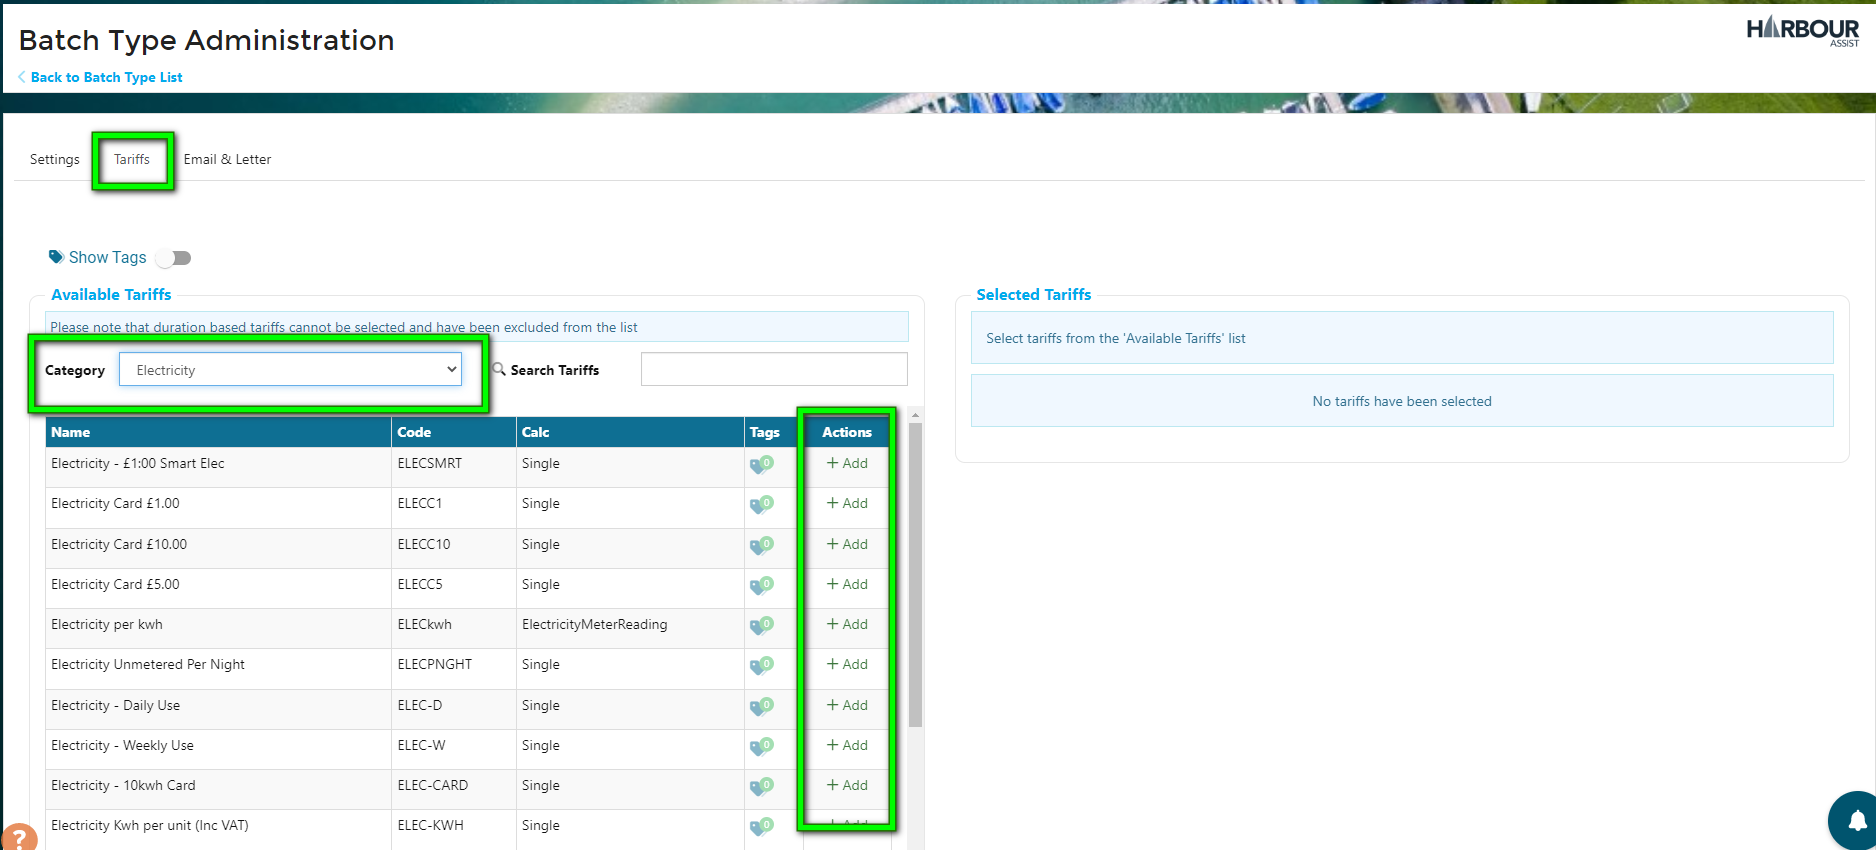 Batch Type Administration
HARBOUR
ASSIST
Back to Batch Type List
Settings Tariffs Email & Letter
Show Tags
Available Tariffs
Please note that duration based tariffs cannot be selected and have been excluded from the list
Category Electricity Search Tariffs
Name Code Calc Tags Actions
Electricity - £1:00 Smart Elec ELECSMRT Single 0 + Add
Electricity Card £1.00 ELECC1 Single 0 + Add
Electricity Card £10.00 ELECC10 Single 0 + Add
Electricity Card £5.00 ELECC5 Single 0 + Add
Electricity per kwh ELECkwh ElectricityMeterReading 0 + Add
Electricity Unmetered Per Night ELECPNGHT Single 0 + Add
Electricity - Daily Use ELEC-D Single 0 + Add
Electricity - Weekly Use ELEC-W Single 0 + Add
Electricity - 10kwh Card ELEC-CARD Single 0 + Add
Electricity Kwh per unit (Inc VAT) ELEC-KWH Single 0 + Add
Selected Tariffs
Select tariffs from the 'Available Tariffs' list
No tariffs have been selected
?